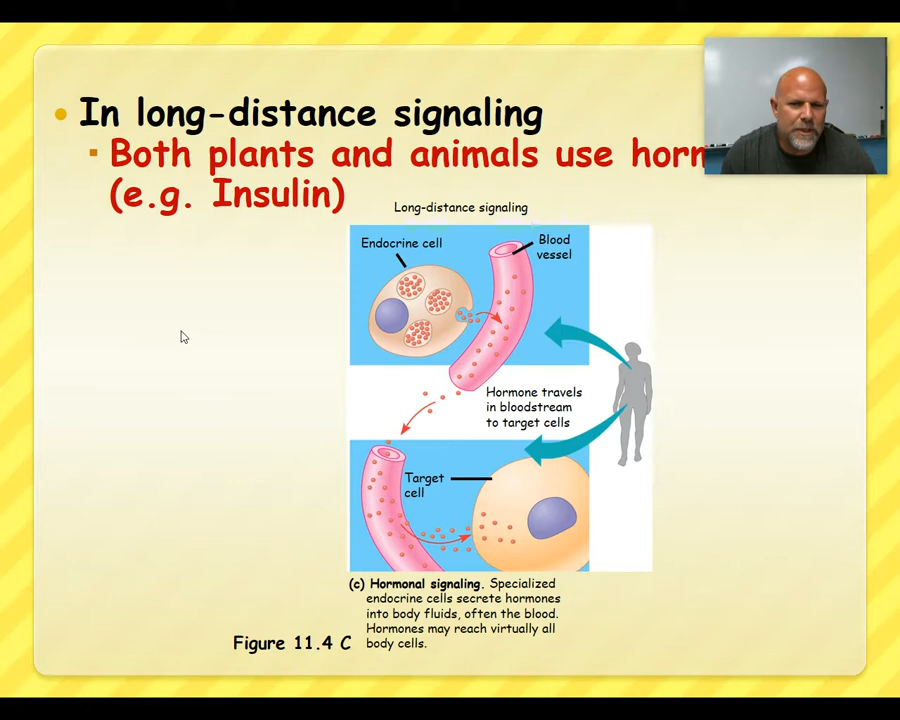 In long-distance signaling
Both plants and animals use
(e.g. Insulin)
Long-distance signaling
Endocrine cell
Blood
vessel
Hormone travels
in bloodstream
to target cells
Target
cell
(c) Hormonal signaling. Specialized
endocrine cells secrete hormones
into body fluids, often the blood.
Hormones may reach virtually all
body cells.
Figure 11.4 C